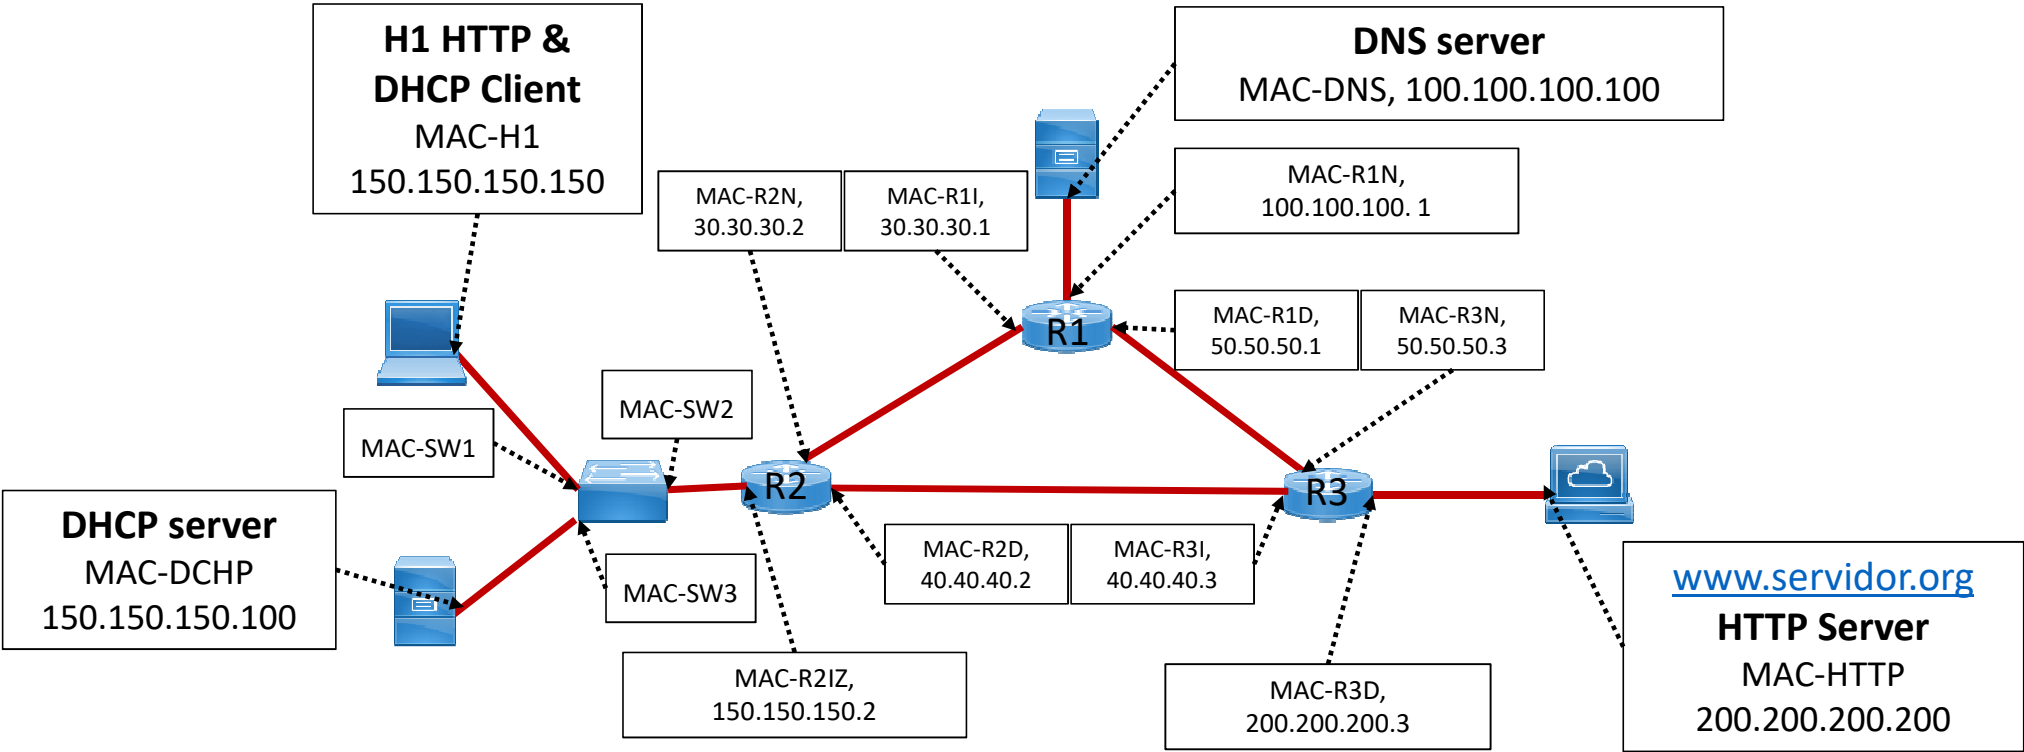 H1 HTTP &
DHCP Client
MAC-H1
150.150.150.150
DNS server
MAC-DNS, 100.100.100.100
MAC-R2N,
30.30.30.2
MAC-R1I,
30.30.30.1
MAC-R1N,
100.100.100. 1
R1
MAC-R1D,
50.50.50.1
MAC-R3N,
50.50.50.3
MAC-SW2
MAC-SW1
R2
R3
DHCP server
MAC-DCHP
150.150.150.100
MAC-SW3
MAC-R2D,
40.40.40.2
MAC-R3I,
40.40.40.3
www.servidor.org
HTTP Server
MAC-HTTP
200.200.200.200
MAC-R2IZ,
150.150.150.2
MAC-R3D,
200.200.200.3